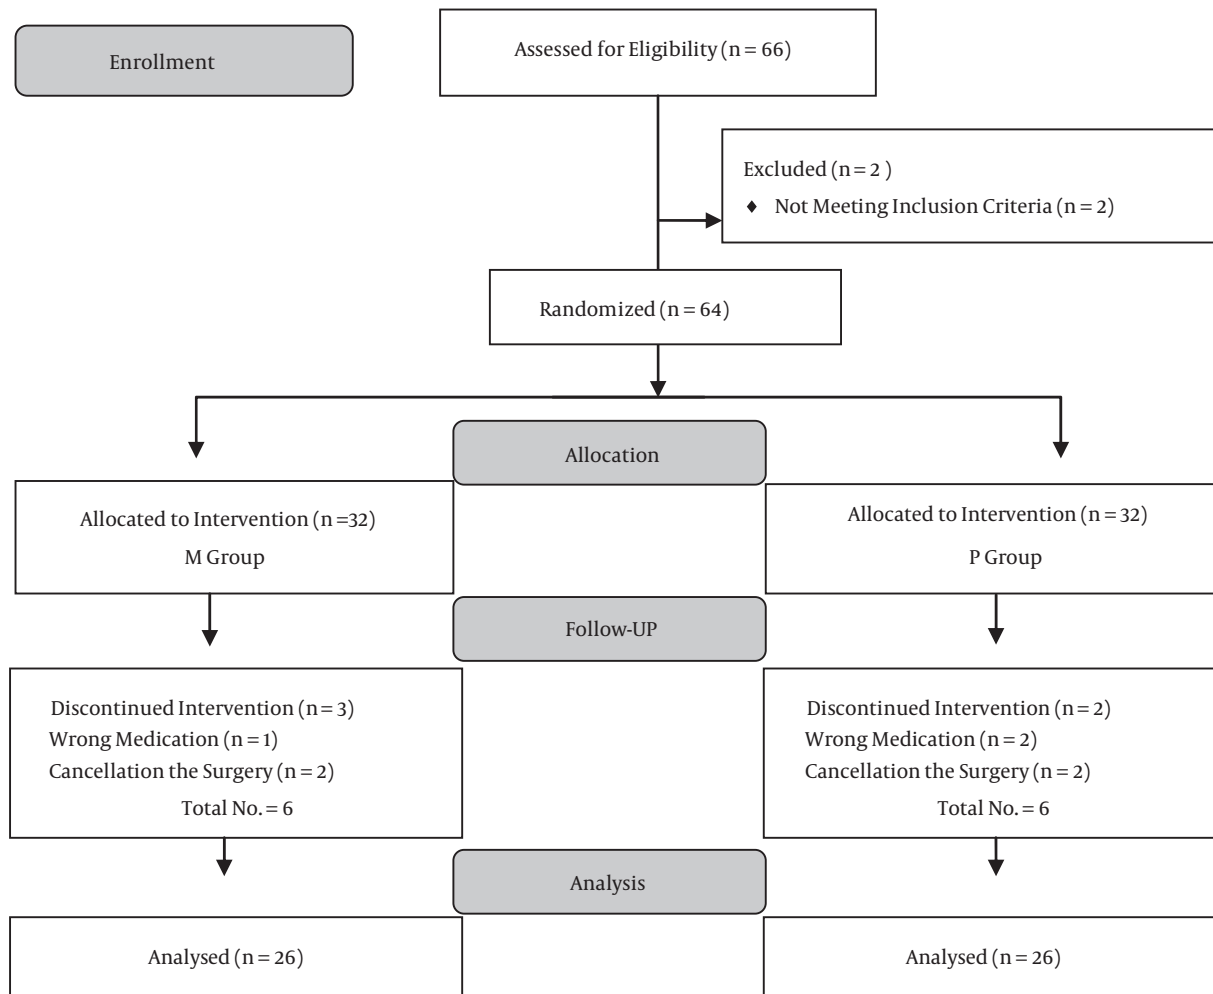 Enrollment
Assessed for Eligibility (n = 66)
Excluded (n = 2 )
♦ Not Meeting Inclusion Criteria (n = 2)
Randomized (n = 64)
Allocation
Allocated to Intervention (n =32)
M Group
Allocated to Intervention (n = 32)
P Group
Follow-UP
Discontinued Intervention (n = 3)
Wrong Medication (n = 1)
Cancellation the Surgery (n = 2)
Total No. = 6
Discontinued Intervention (n = 2)
Wrong Medication (n = 2)
Cancellation the Surgery (n = 2)
Total No. = 6
Analysis
Analysed (n = 26)
Analysed (n = 26)